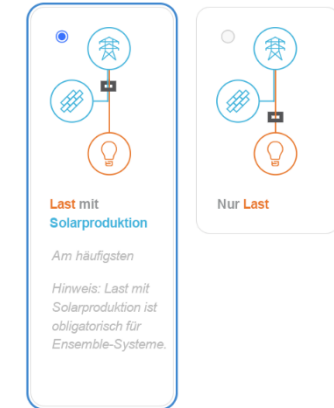 Last mit
Solarproduktion
Am häufigsten
Hinweis: Last mit
Solarproduktion ist
obligatorisch für
Ensemble-Systeme.
Nur Last